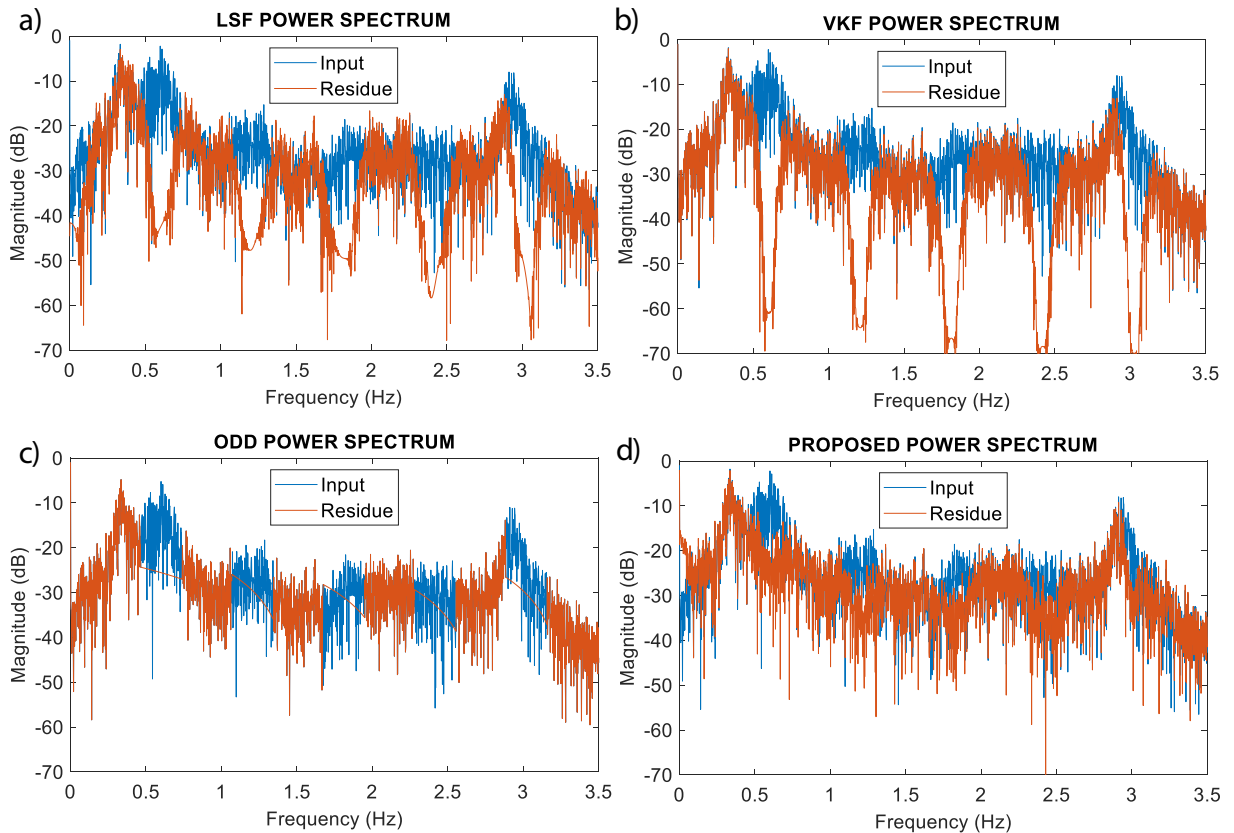 a)
LSF POWER SPECTRUM
Input
Residue
Magnitude (dB)
0
-10
-20
-30
-40
-50
-60
-70
0 0.5 1 1.5 2 2.5 3 3.5
Frequency (Hz)
b)
VKF POWER SPECTRUM
Input
Residue
Magnitude (dB)
0
-10
-20
-30
-40
-50
-60
-70
0 0.5 1 1.5 2 2.5 3 3.5
Frequency (Hz)
c)
ODD POWER SPECTRUM
Input
Residue
Magnitude (dB)
0
-10
-20
-30
-40
-50
-60
-70
0 0.5 1 1.5 2 2.5 3 3.5
Frequency (Hz)
d)
PROPOSED POWER SPECTRUM
Input
Residue
Magnitude (dB)
0
-10
-20
-30
-40
-50
-60
-70
0 0.5 1 1.5 2 2.5 3 3.5
Frequency (Hz)